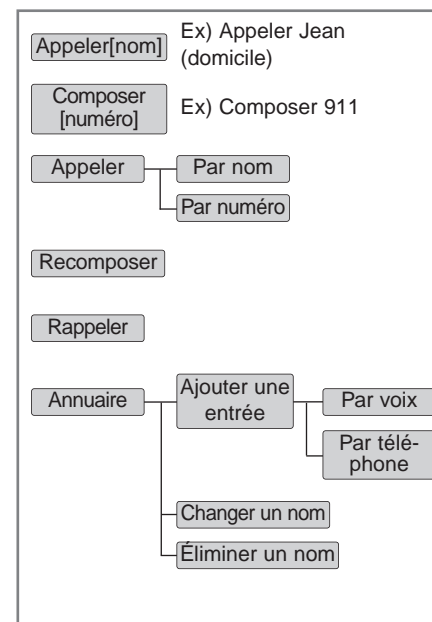 Appeler[nom]
Ex) Appeler Jean
(domicile)
Composer
[numéro]
Ex) Composer 911
Appeler
Par nom
Par numéro
Recomposer
Rappeler
Annuaire
Ajouter une
entrée
Par voix
Par télé-
phone
Changer un nom
Éliminer un nom